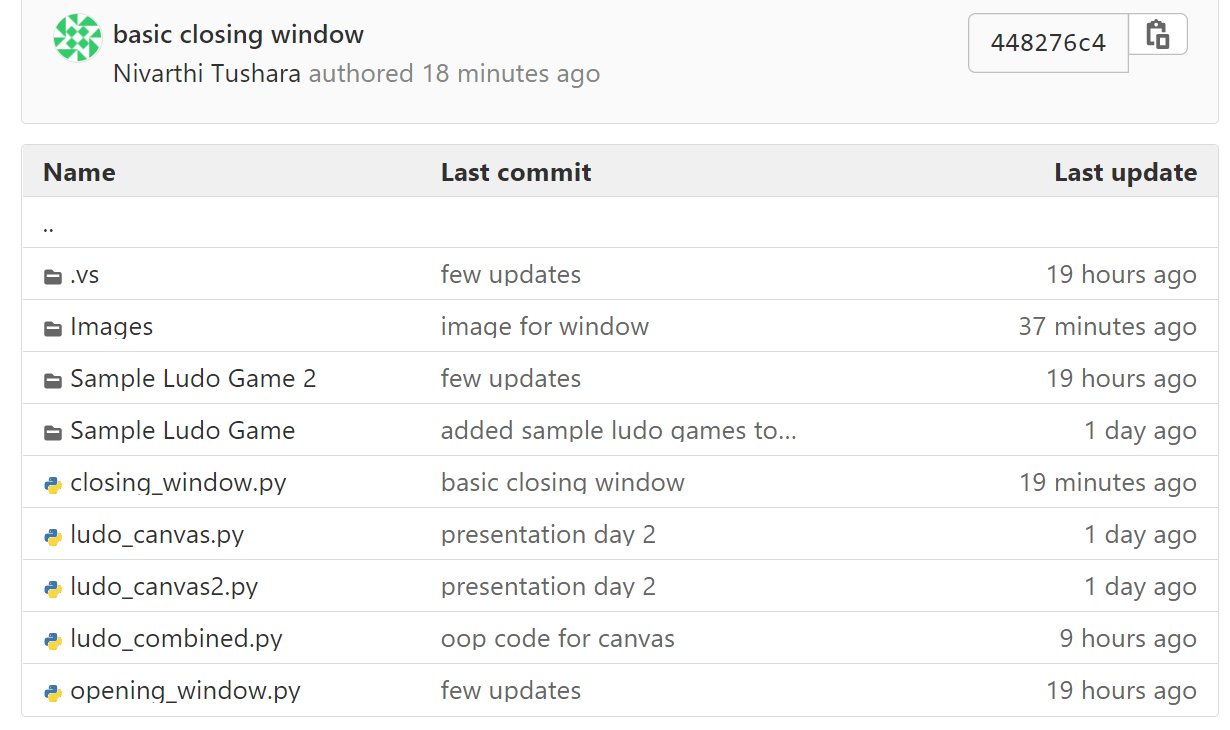 basic closing window
448276c4
Nivarthi Tushara authored 18 minutes ago
Name Last commit Last update
..
.vs few updates 19 hours ago
Images image for window 37 minutes ago
Sample Ludo Game 2 few updates 19 hours ago
Sample Ludo Game added sample ludo games to... 1 day ago
closing_window.py basic closing window 19 minutes ago
ludo_canvas.py presentation day 2 1 day ago
ludo_canvas2.py presentation day 2 1 day ago
ludo_combined.py oop code for canvas 9 hours ago
opening_window.py few updates 19 hours ago